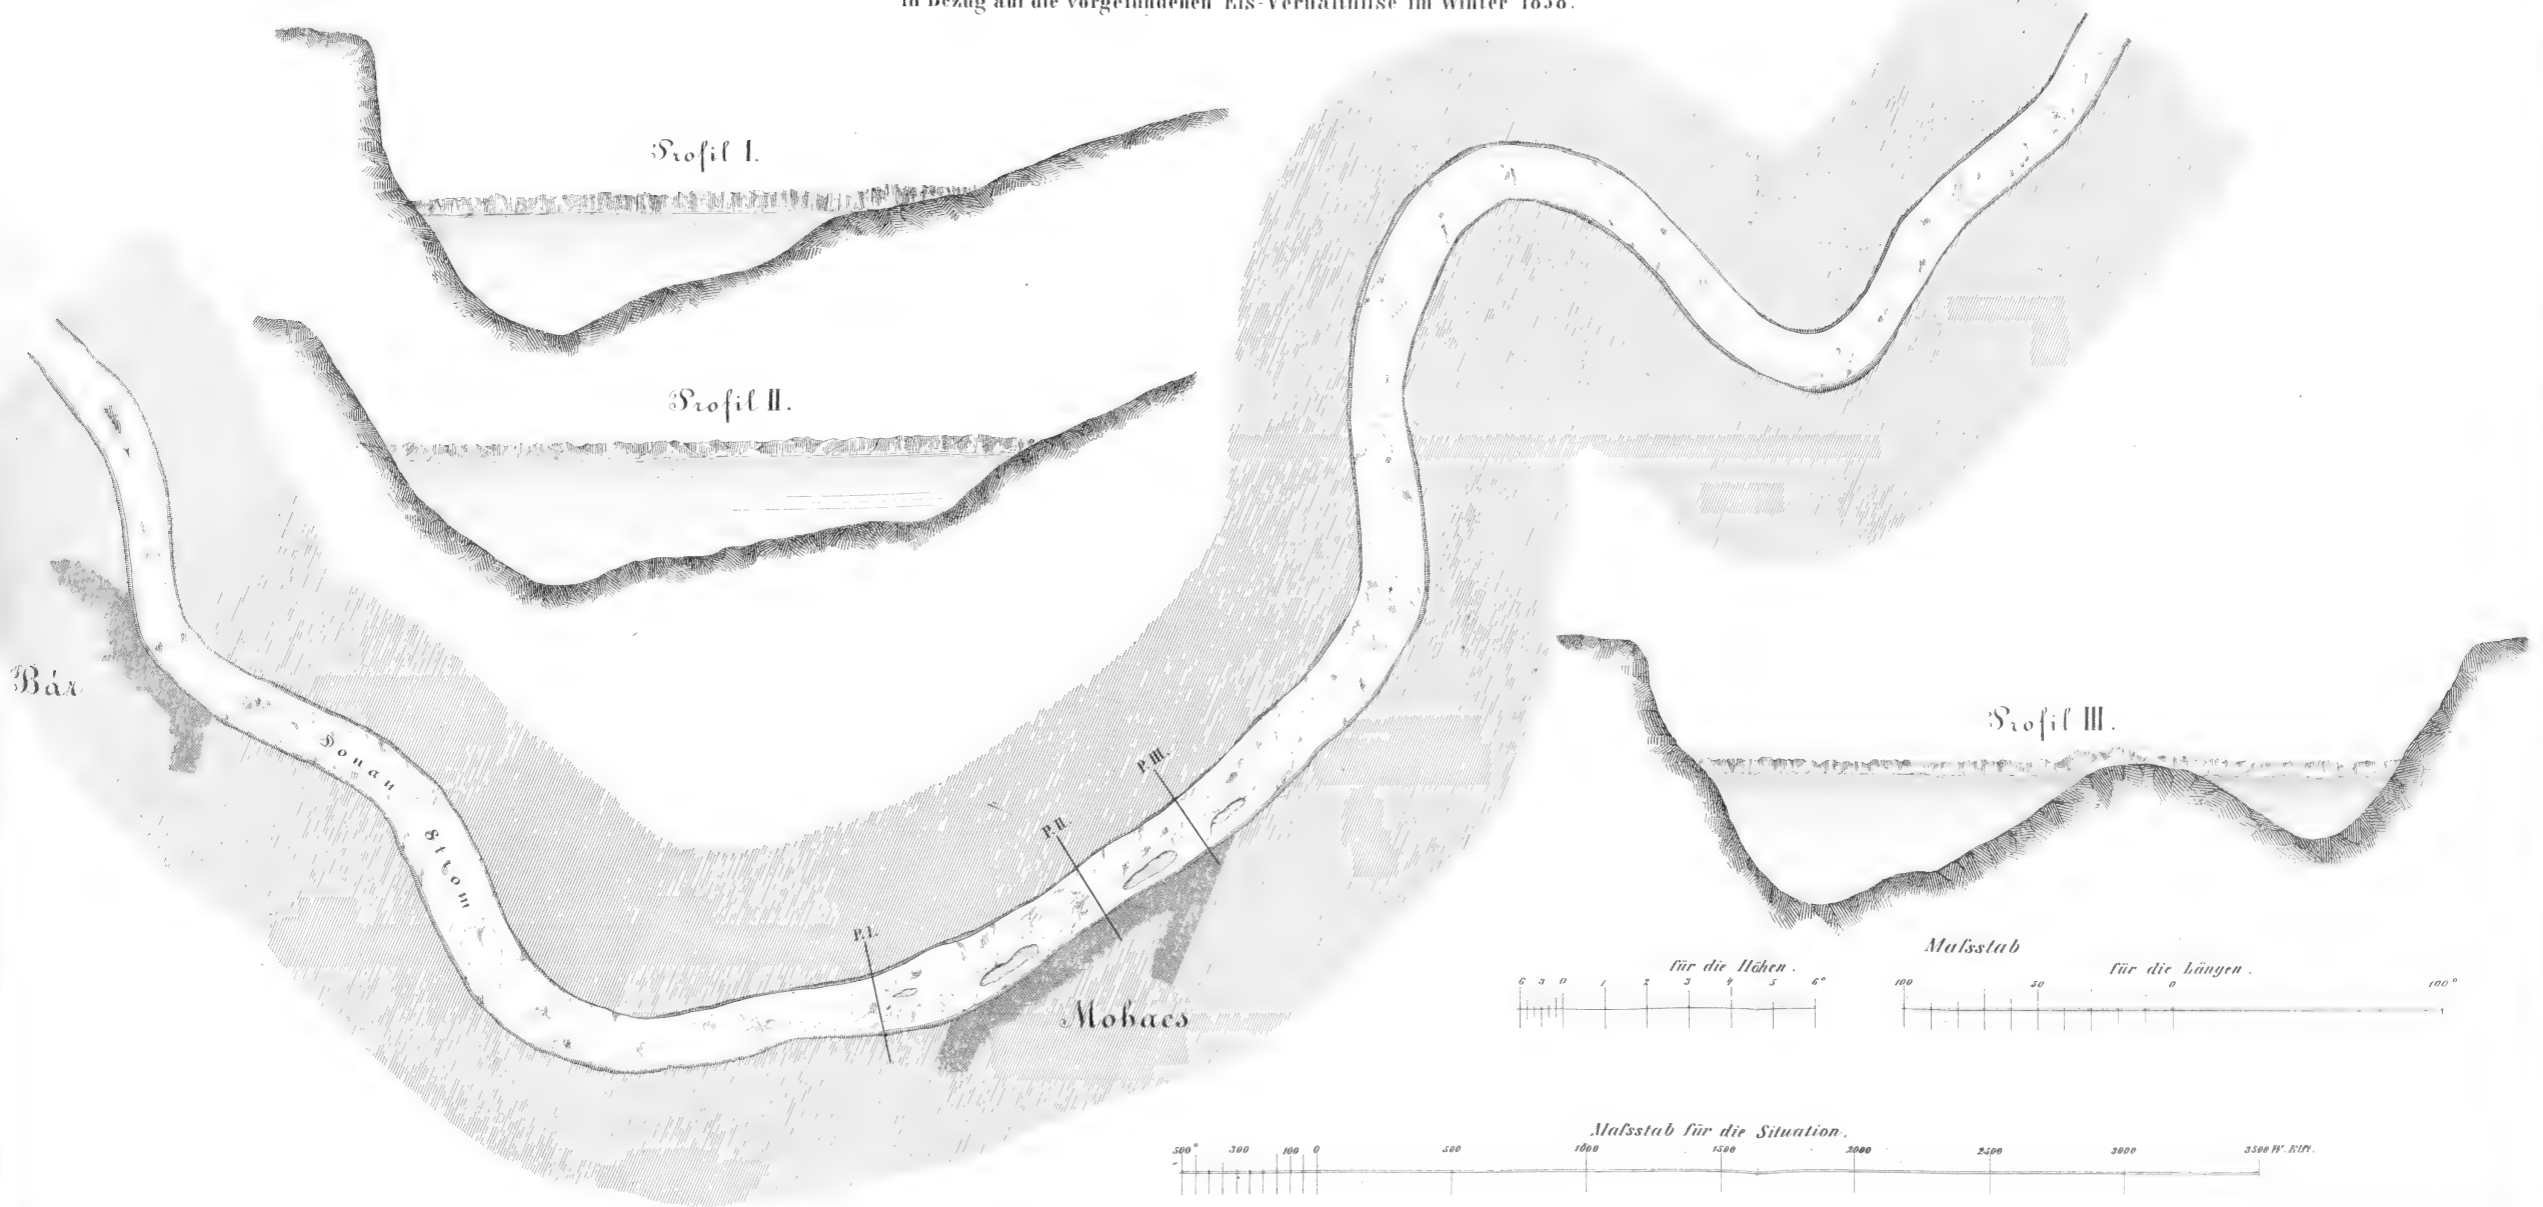 in Bezug auf die vorgefundenen Eis-Verhältniſse im Winter 1838.
Profil I.
Profil II.
Bár
Donau
Strom
P. III.
P. II.
P. I.
Mohacs
Profil III.
Maſsstab
für die Höhen.
für die Längen.
6 3 0 1 2 3 4 5 6°
100 50 0 100°
Maſsstab für die Situation.
500° 300 100 0 500 1000 1500 2000 2500 3000 3500 W. Klft.